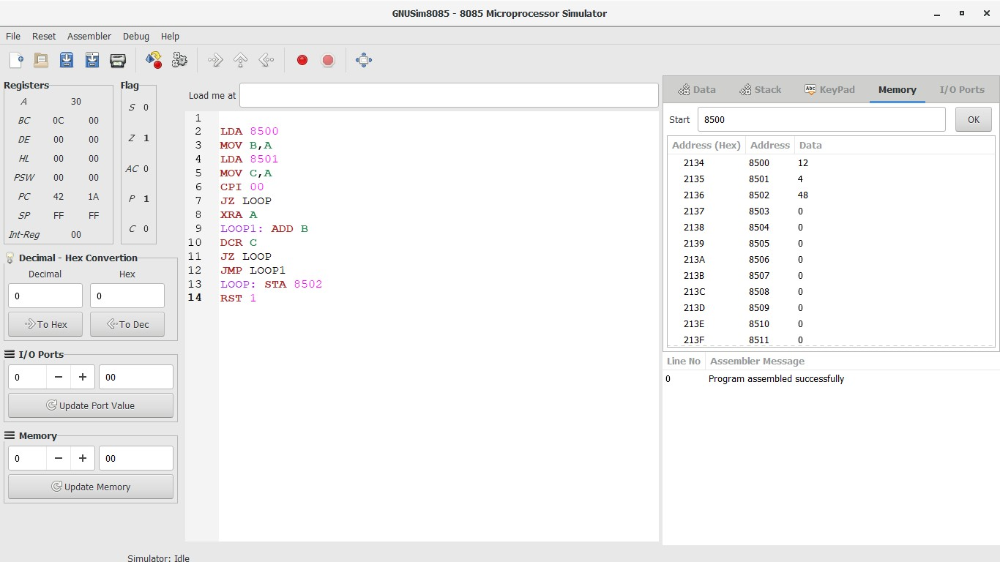 GNUSim8085 - 8085 Microprocessor Simulator
File Reset Assembler Debug Help
Registers
A 30
BC 0C 00
DE 00 00
HL 00 00
PSW 00 00
PC 42 1A
SP FF FF
Int-Reg 00
Flag
S 0
Z 1
AC 0
P 1
C 0
Decimal - Hex Convertion
Decimal Hex
0 0
To Hex To Dec
I/O Ports
0 − + 00
Update Port Value
Memory
0 − + 00
Update Memory
Load me at
1
2 LDA 8500
3 MOV B,A
4 LDA 8501
5 MOV C,A
6 CPI 00
7 JZ LOOP
8 XRA A
9 LOOP1: ADD B
10 DCR C
11 JZ LOOP
12 JMP LOOP1
13 LOOP: STA 8502
14 RST 1
Data Stack Abc KeyPad Memory I/O Ports
Start 8500 OK
Address (Hex) Address Data
2134 8500 12
2135 8501 4
2136 8502 48
2137 8503 0
2138 8504 0
2139 8505 0
213A 8506 0
213B 8507 0
213C 8508 0
213D 8509 0
213E 8510 0
213F 8511 0
Line No Assembler Message
0 Program assembled successfully
Simulator: Idle